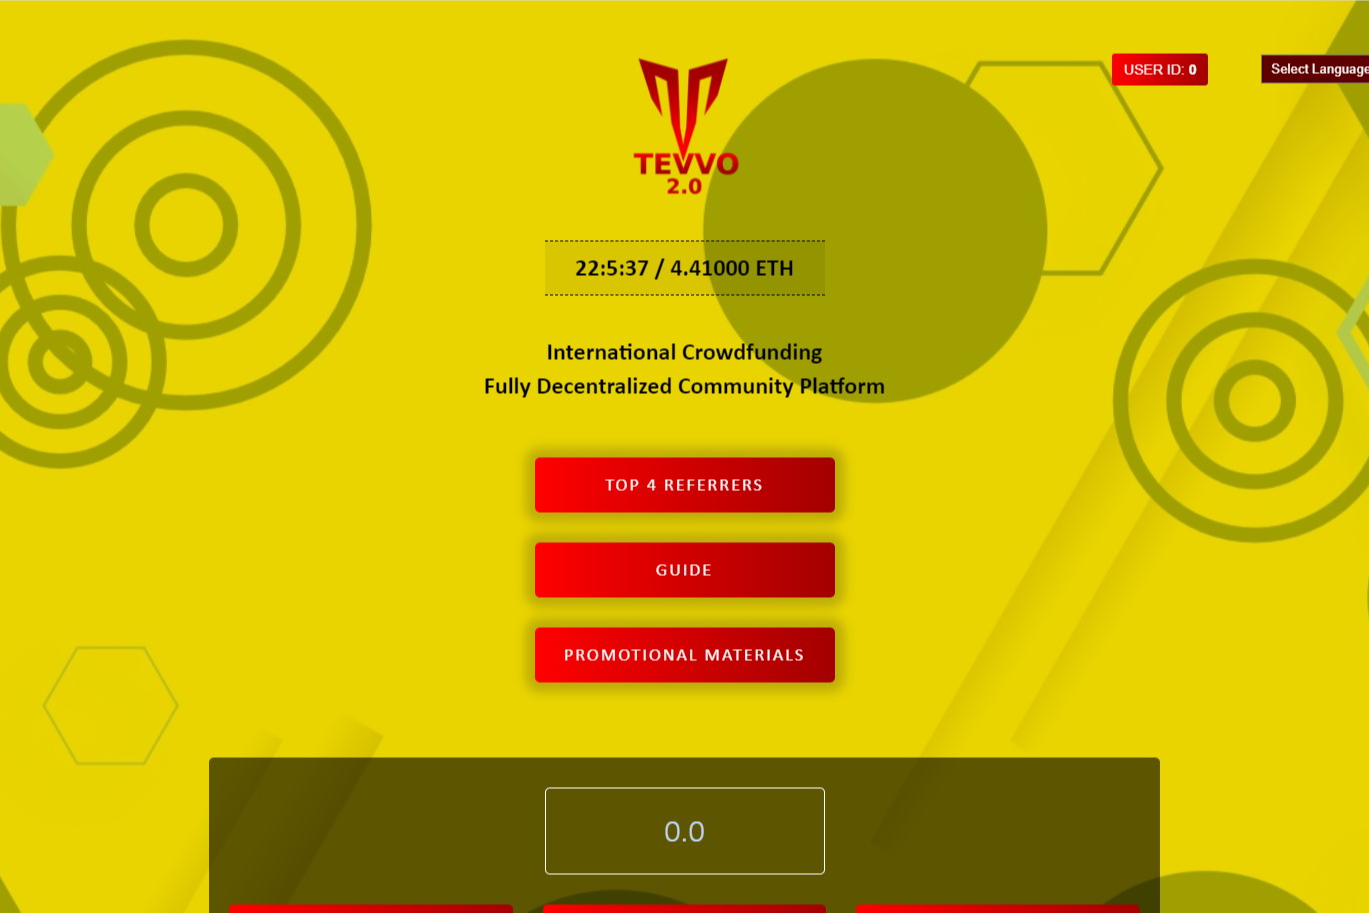 USER ID: 0
Select Language
TEVVO
2.0
22:5:37 / 4.41000 ETH
International Crowdfunding
Fully Decentralized Community Platform
TOP 4 REFERRERS
GUIDE
PROMOTIONAL MATERIALS
0.0